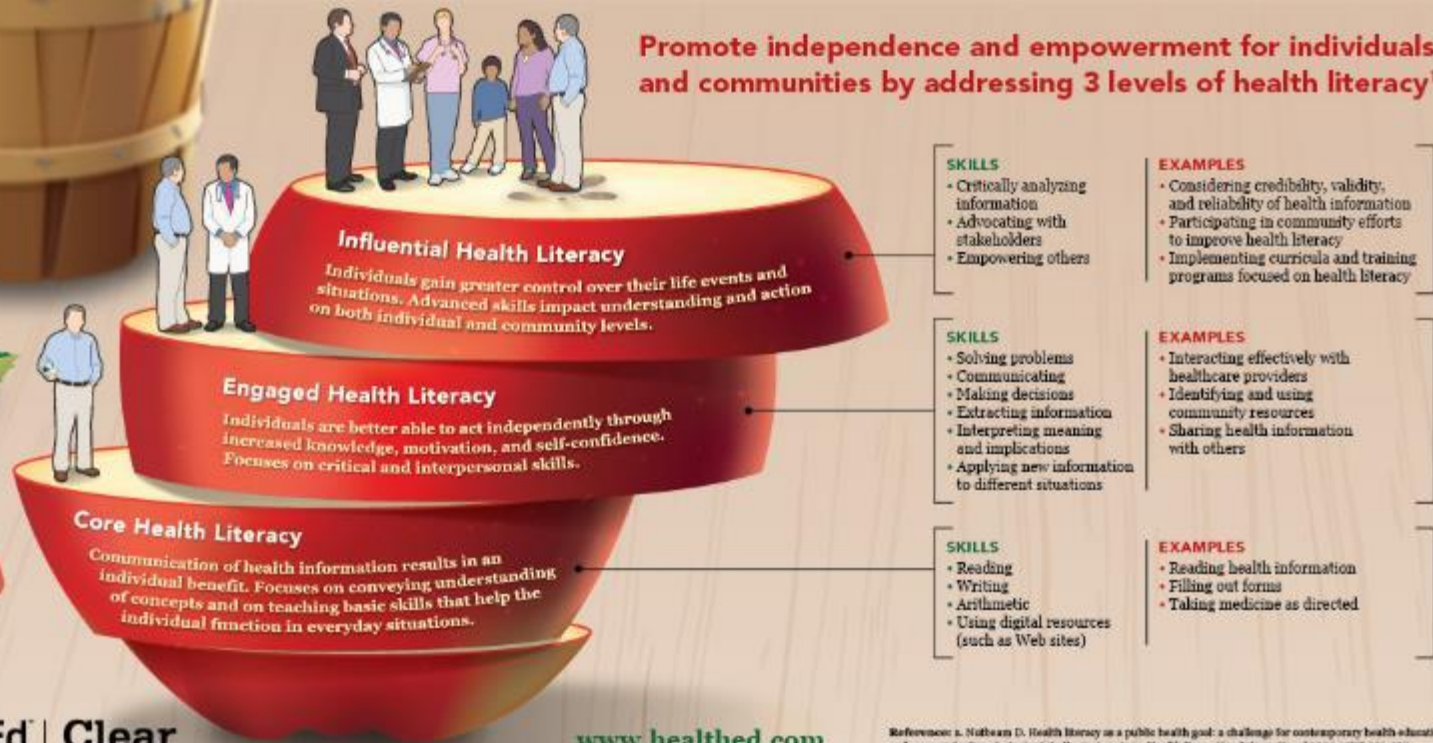 Promote independence and empowerment for individuals
and communities by addressing 3 levels of health literacy¹
Influential Health Literacy
Individuals gain greater control over their life events and
situations. Advanced skills impact understanding and action
on both individual and community levels.
SKILLS
• Critically analyzing
information
• Advocating with
stakeholders
• Empowering others
EXAMPLES
• Considering credibility, validity,
and reliability of health information
• Participating in community efforts
to improve health literacy
• Implementing curricula and training
programs focused on health literacy
Engaged Health Literacy
Individuals are better able to act independently through
increased knowledge, motivation, and self-confidence.
Focuses on critical and interpersonal skills.
SKILLS
• Solving problems
• Communicating
• Making decisions
• Extracting information
• Interpreting meaning
and implications
• Applying new information
to different situations
EXAMPLES
• Interacting effectively with
healthcare providers
• Identifying and using
community resources
• Sharing health information
with others
Core Health Literacy
Communication of health information results in an
individual benefit. Focuses on conveying understanding
of concepts and on teaching basic skills that help the
individual function in everyday situations.
SKILLS
• Reading
• Writing
• Arithmetic
• Using digital resources
(such as Web sites)
EXAMPLES
• Reading health information
• Filling out forms
• Taking medicine as directed
Ed | Clear
www.healthed.com
References: 1. Nutbeam D. Health literacy as a public health goal: a challenge for contemporary health